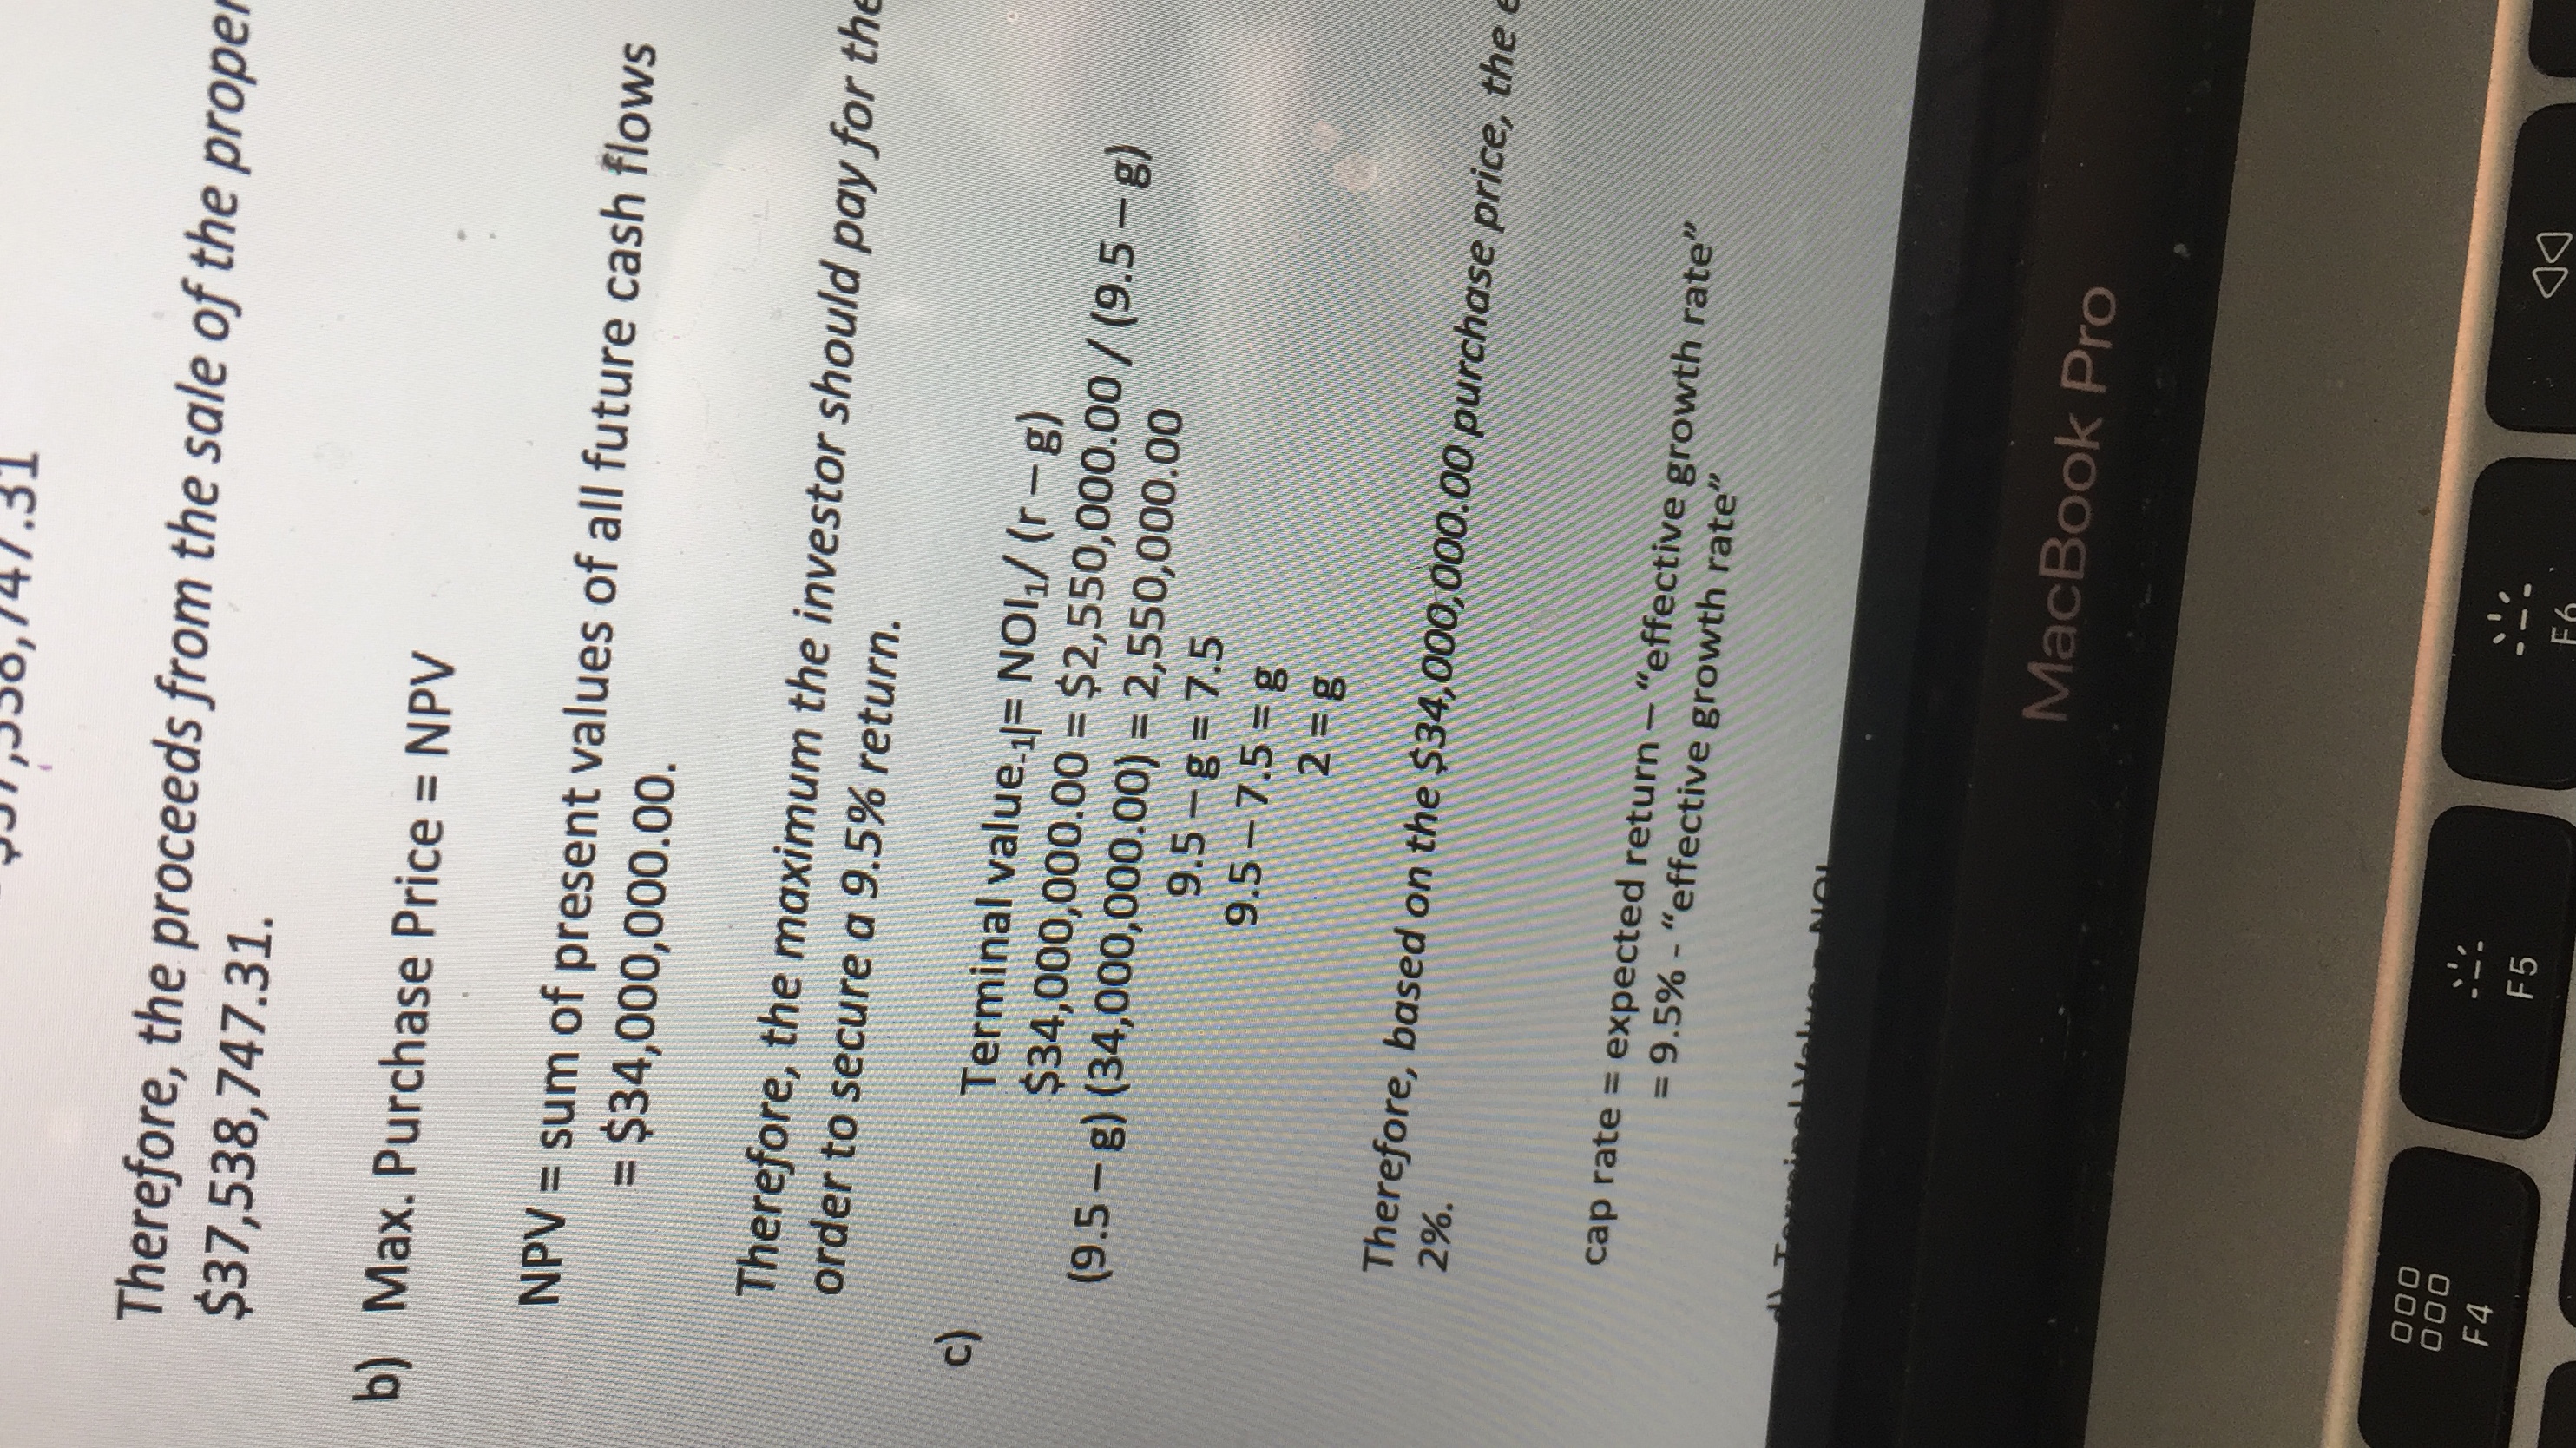 $37,538,747.31
Therefore, the proceeds from the sale of the
$37,538,747.31.
b) Max. Purchase Price = NPV
NPV = sum of present values of all future cash flows
= $34,000,000.00.
Therefore, the maximum the investor should pay for the
order to secure a 9.5% return.
c)
Terminal value-1|= NOI1/ (r – g)
$34,000,000.00 = $2,550,000.00 / (9.5 – g)
(9.5 – g) (34,000,000.00) = 2,550,000.00
9.5 – g = 7.5
9.5 – 7.5 = g
2 = g
Therefore, based on the $34,000,000.00 purchase price, the
2%.
cap rate = expected return – “effective growth rate”
= 9.5% - “effective growth rate”
d) Terminal Value = NOI
MacBook Pro
F4
F5
F6